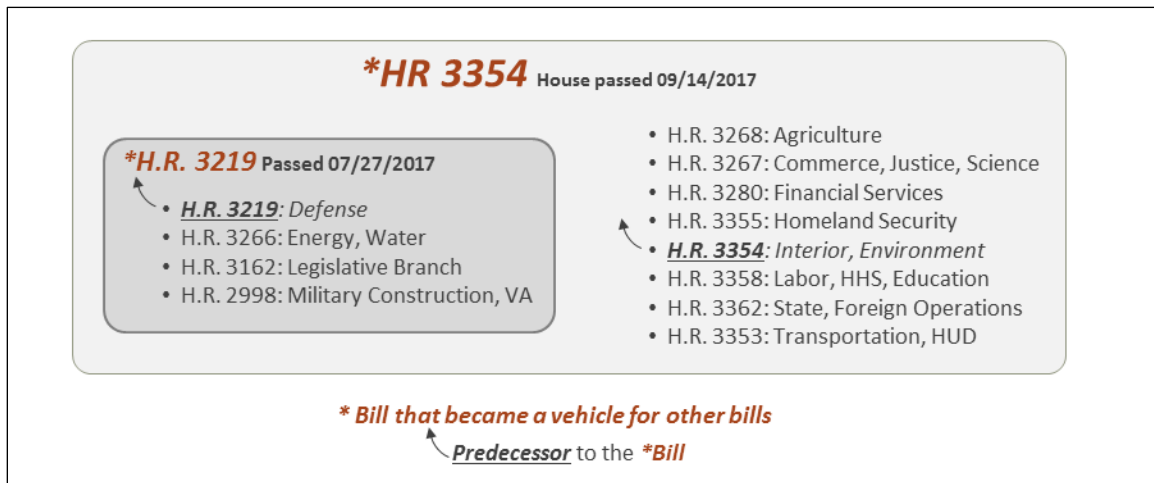 *HR 3354 House passed 09/14/2017
*H.R. 3219 Passed 07/27/2017
• H.R. 3219: Defense
• H.R. 3266: Energy, Water
• H.R. 3162: Legislative Branch
• H.R. 2998: Military Construction, VA
• H.R. 3268: Agriculture
• H.R. 3267: Commerce, Justice, Science
• H.R. 3280: Financial Services
• H.R. 3355: Homeland Security
• H.R. 3354: Interior, Environment
• H.R. 3358: Labor, HHS, Education
• H.R. 3362: State, Foreign Operations
• H.R. 3353: Transportation, HUD
* Bill that became a vehicle for other bills
Predecessor to the *Bill